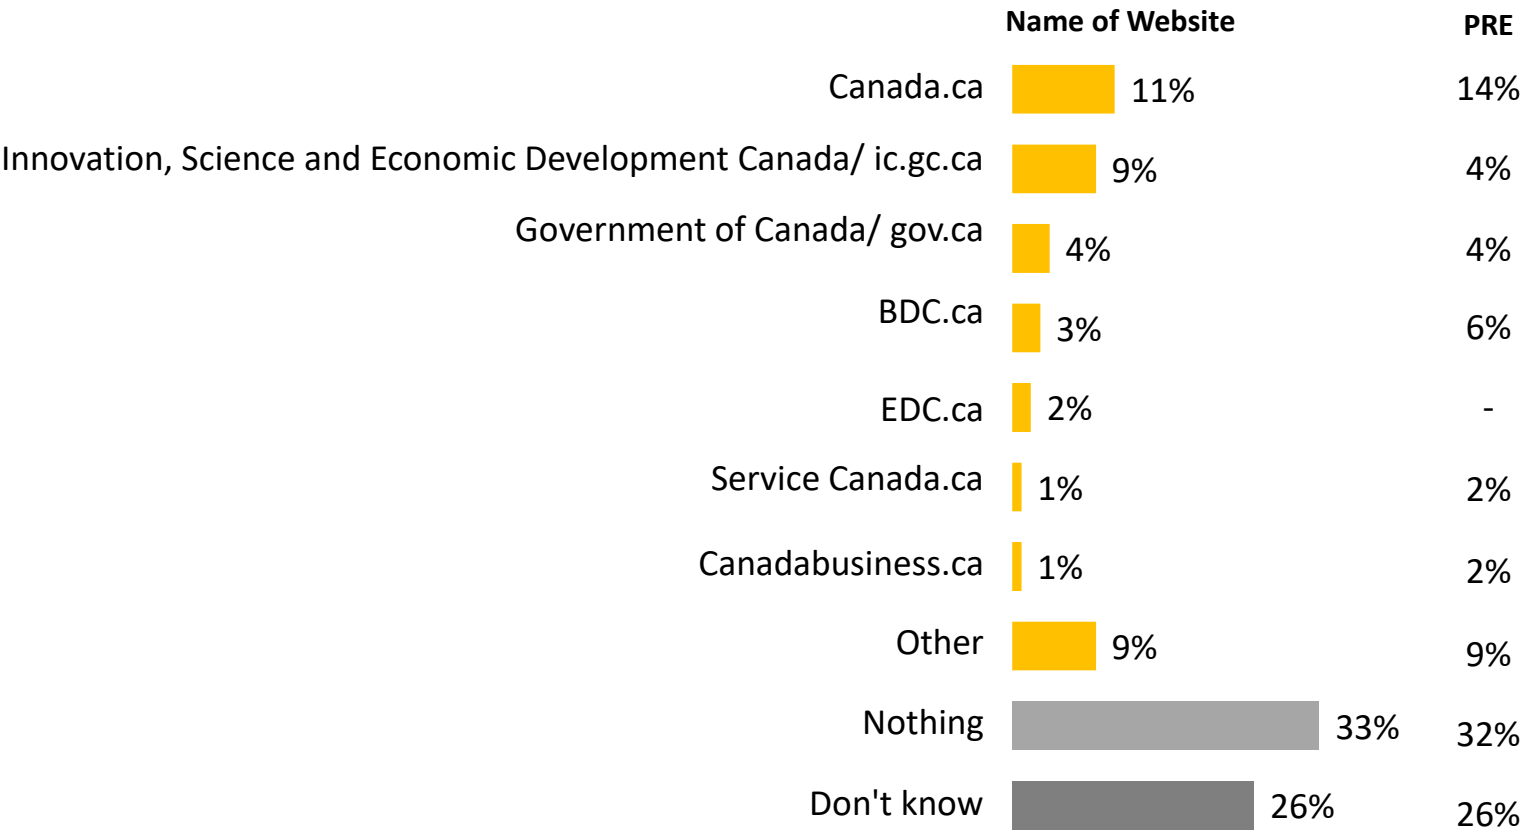 Name of Website PRE
Canada.ca 11% 14%
Innovation, Science and Economic Development Canada/ ic.gc.ca 9% 4%
Government of Canada/ gov.ca 4% 4%
BDC.ca 3% 6%
EDC.ca 2% -
Service Canada.ca 1% 2%
Canadabusiness.ca 1% 2%
Other 9% 9%
Nothing 33% 32%
Don't know 26% 26%